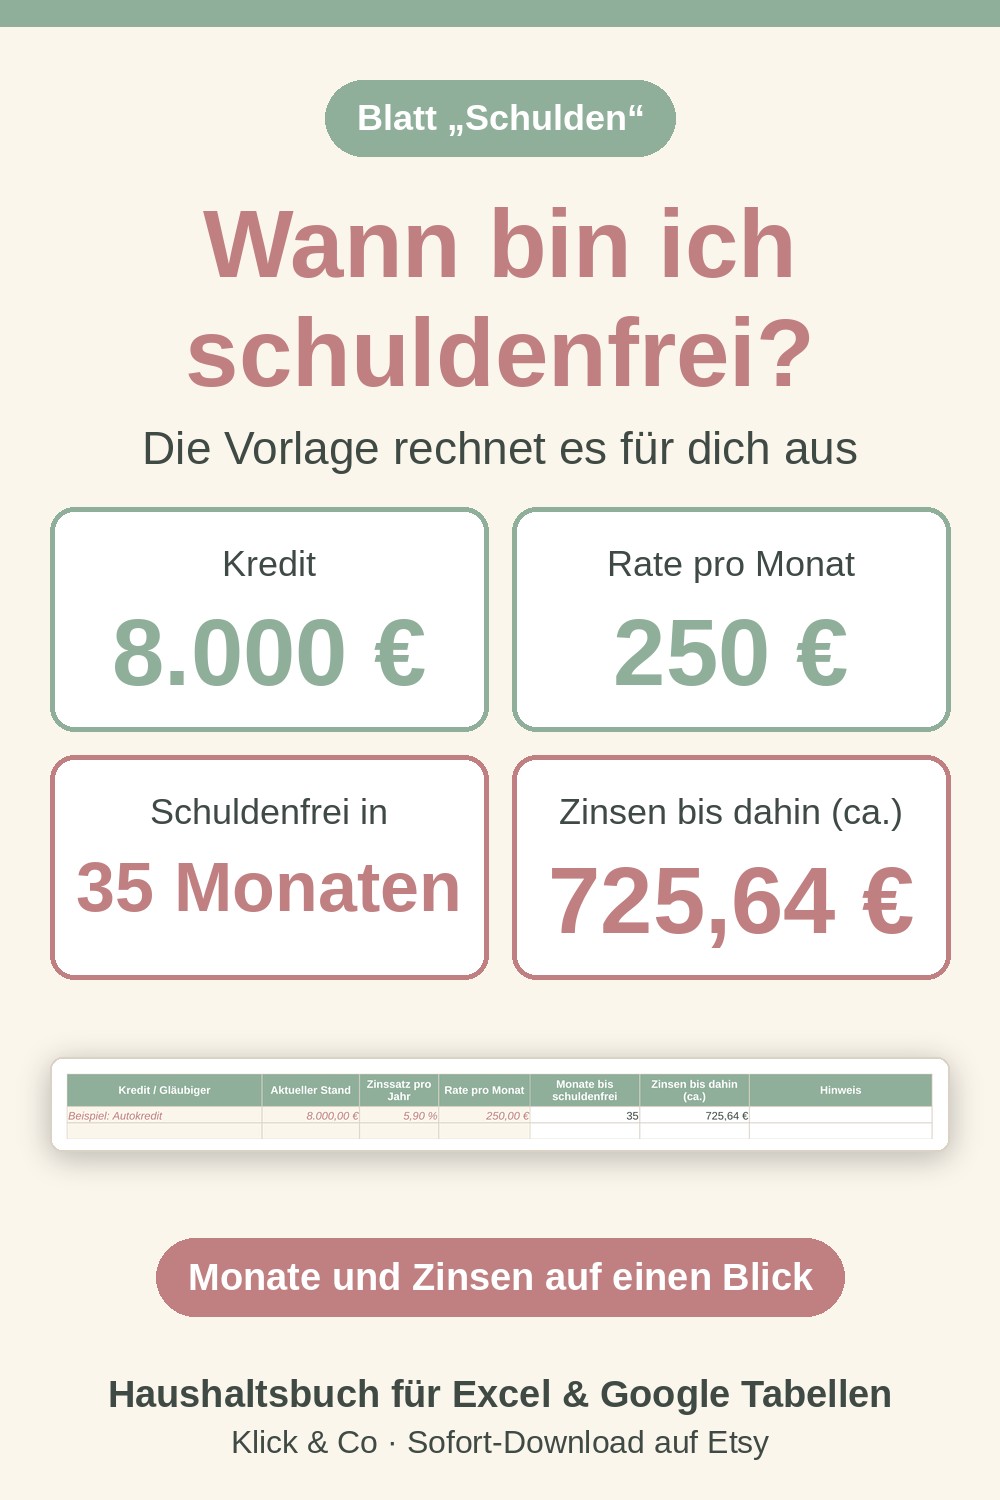 Blatt „Schulden“
Wann bin ich
schuldenfrei?
Die Vorlage rechnet es für dich aus
Kredit
8.000 €
Rate pro Monat
250 €
Schuldenfrei in
35 Monaten
Zinsen bis dahin (ca.)
725,64 €
Kredit / Gläubiger
Aktueller Stand
Zinssatz pro
Jahr
Rate pro Monat
Monate bis
schuldenfrei
Zinsen bis dahin
(ca.)
Hinweis
Beispiel: Autokredit
8.000,00 €
5,90 %
250,00 €
35
725,64 €
Monate und Zinsen auf einen Blick
Haushaltsbuch für Excel & Google Tabellen
Klick & Co · Sofort-Download auf Etsy